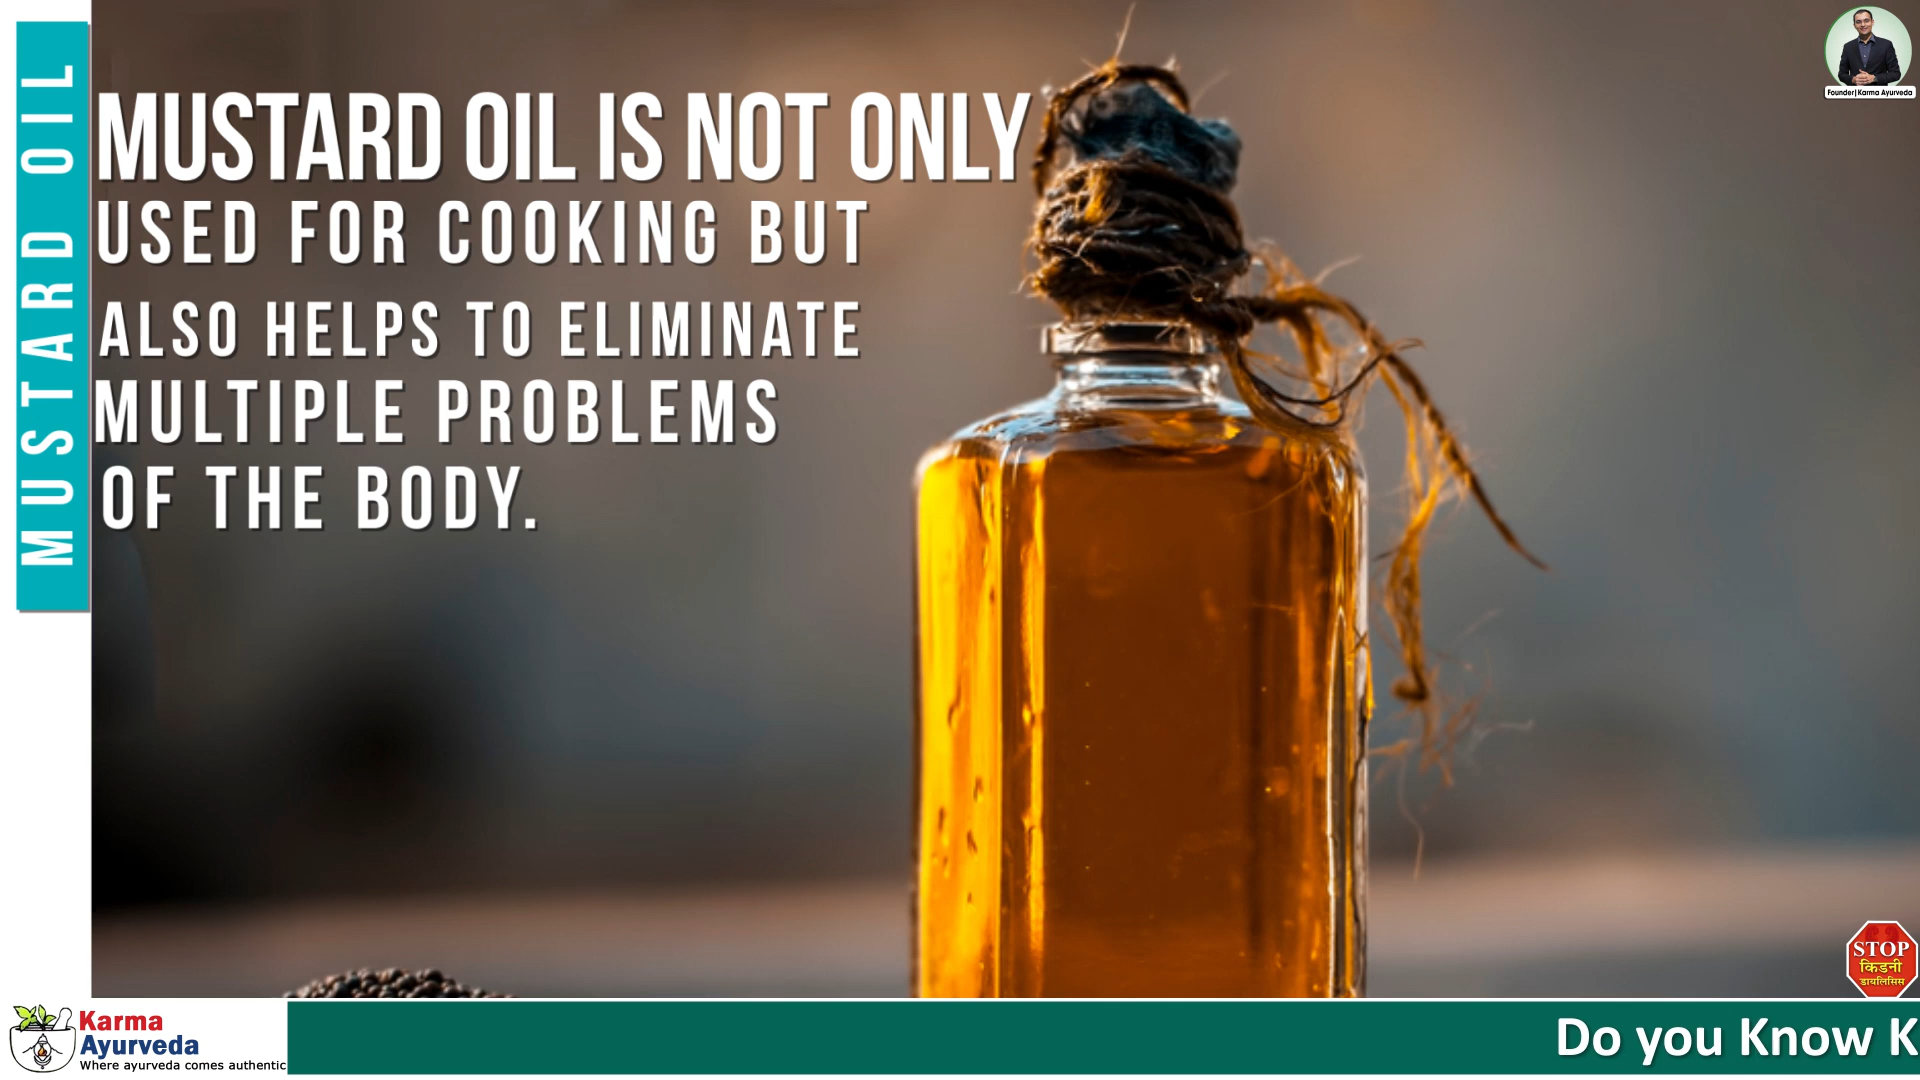 MUSTARD OIL
MUSTARD OIL IS NOT ONLY
USED FOR COOKING BUT
ALSO HELPS TO ELIMINATE
MULTIPLE PROBLEMS
OF THE BODY.
Founder|Karma Ayurveda
STOP
किडनी
डायलिसिस
Karma
Ayurveda
Where ayurveda comes authentic
Do you Know K